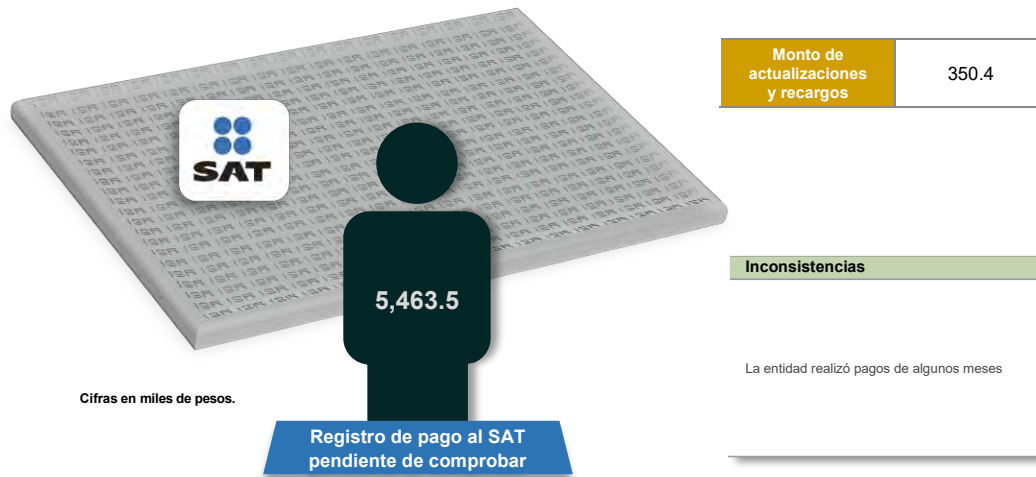 Monto de
actualizaciones
y recargos
350.4
SAT
5,463.5
Inconsistencias
La entidad realizó pagos de algunos meses
Cifras en miles de pesos.
Registro de pago al SAT
pendiente de comprobar